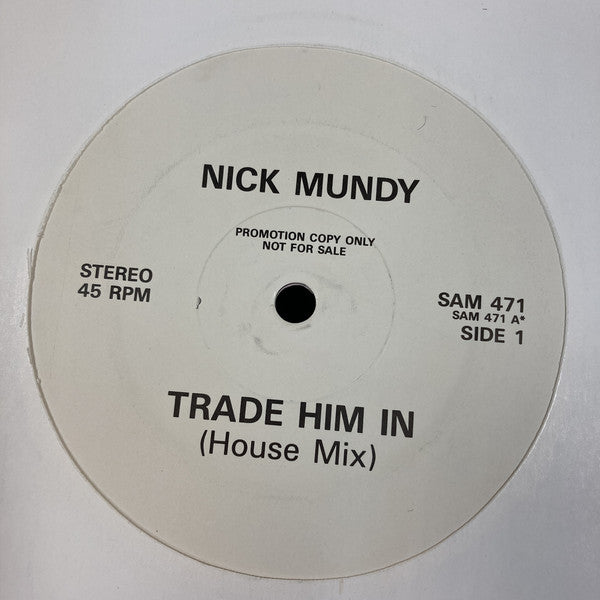 NICK MUNDY
PROMOTION COPY ONLY
NOT FOR SALE
STEREO
45 RPM
SAM 471
SAM 471 A*
SIDE 1
TRADE HIM IN
(House Mix)